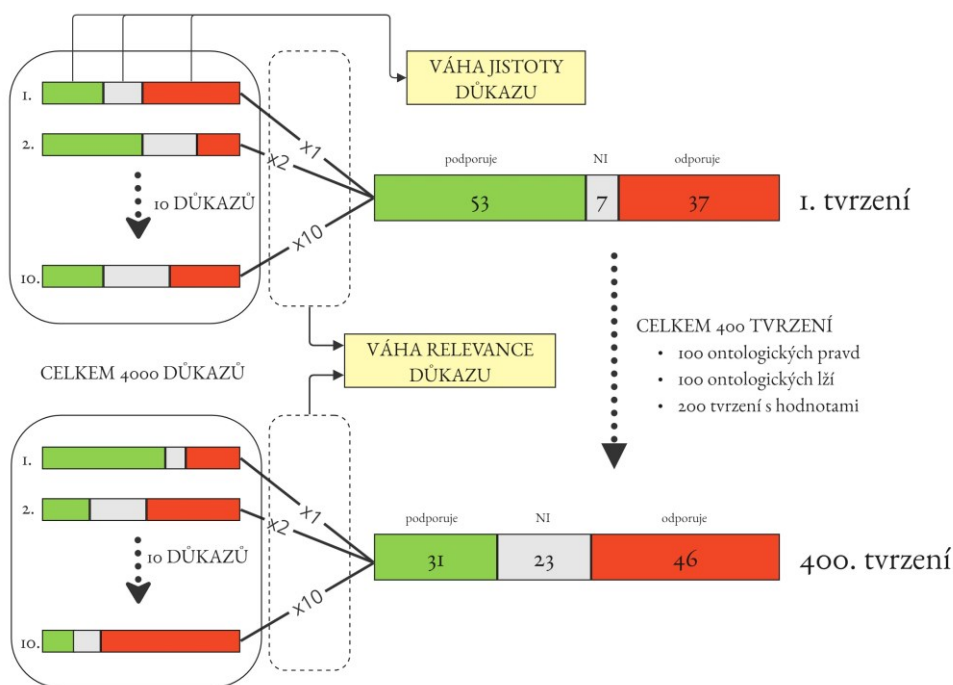 VÁHA JISTOTY
DŮKAZU
1.
2.
10 DŮKAZŮ
10.
x1
x2
x10
podporuje
NI
odporuje
53
7
37
1. tvrzení
CELKEM 400 TVRZENÍ
• 100 ontologických pravd
• 100 ontologických lží
• 200 tvrzení s hodnotami
VÁHA RELEVANCE
DŮKAZU
CELKEM 4000 DŮKAZŮ
1.
2.
10 DŮKAZŮ
10.
x1
x2
x10
podporuje
NI
odporuje
31
23
46
400. tvrzení